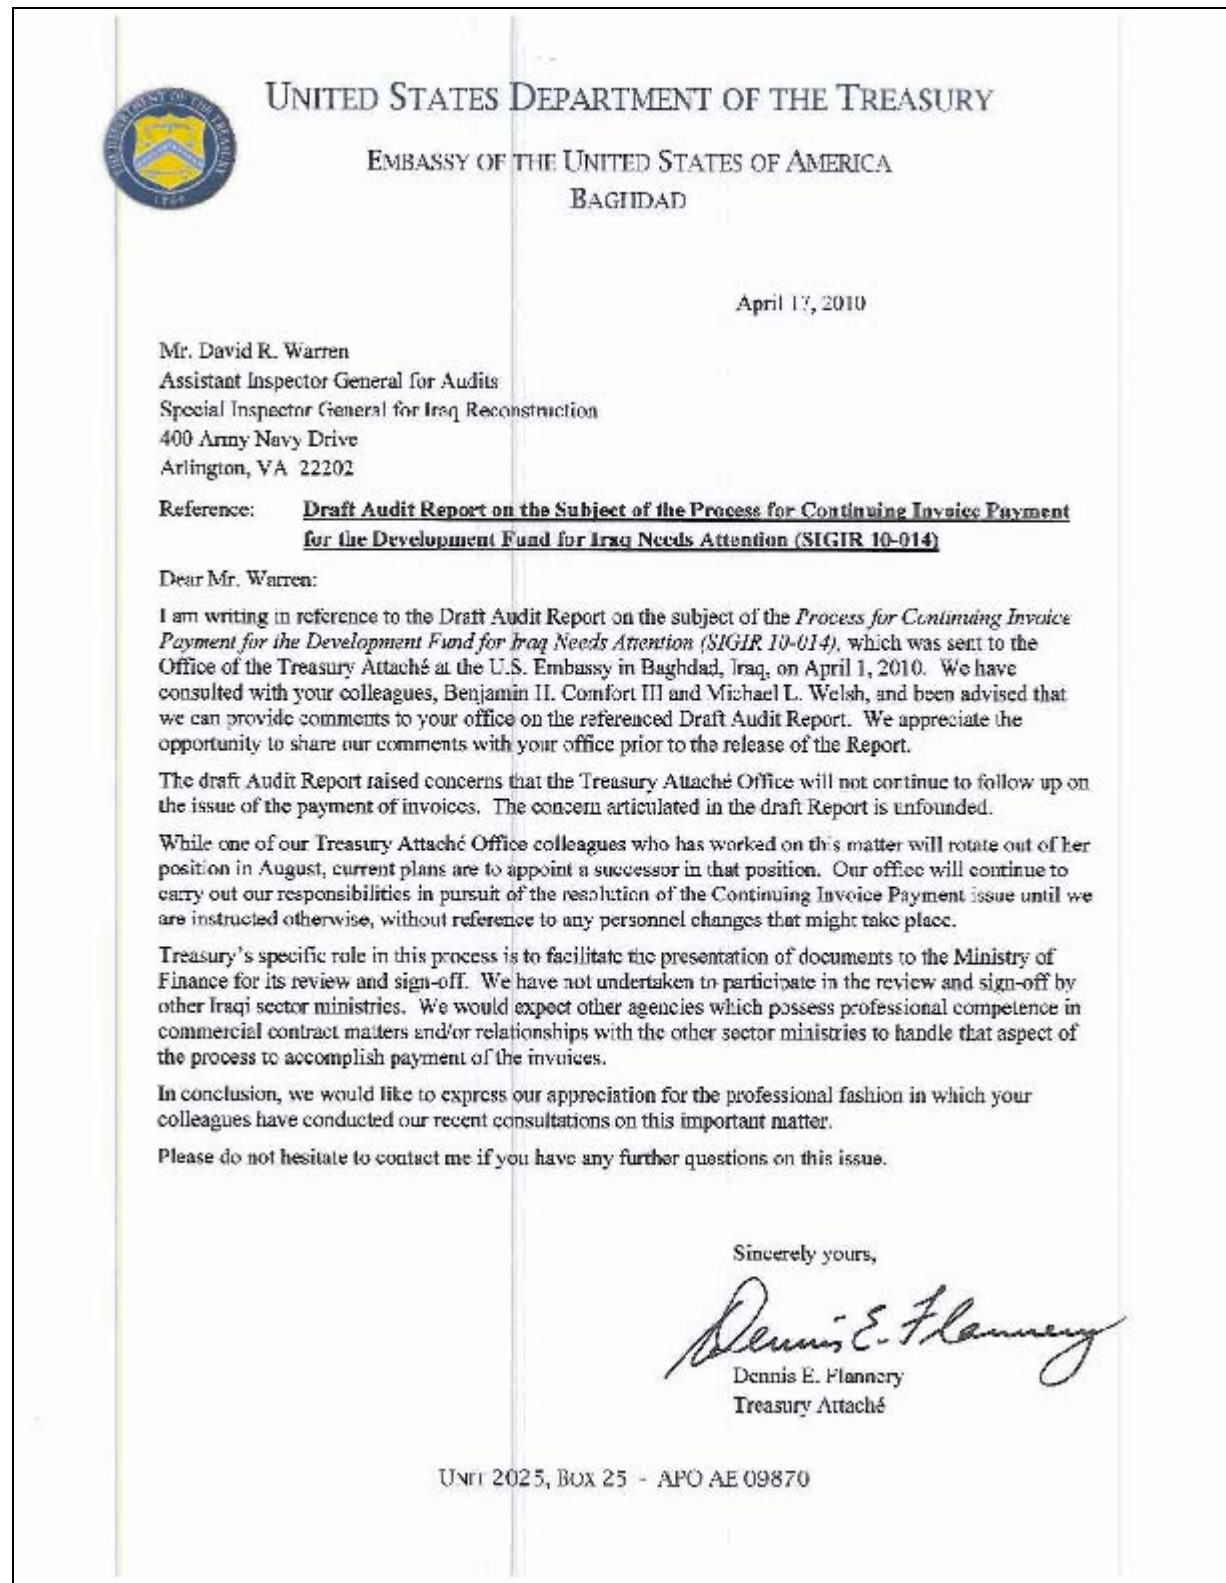 UNITED STATES DEPARTMENT OF THE TREASURY
EMBASSY OF THE UNITED STATES OF AMERICA
BAGHDAD
THE DEPARTMENT OF THE TREASURY
1789
April 17, 2010
Mr. David R. Warren
Assistant Inspector General for Audits
Special Inspector General for Iraq Reconstruction
400 Army Navy Drive
Arlington, VA 22202
Reference: Draft Audit Report on the Subject of the Process for Continuing Invoice Payment
for the Development Fund for Iraq Needs Attention (SIGIR 10-014)
Dear Mr. Warren:
I am writing in reference to the Draft Audit Report on the subject of the Process for Continuing Invoice
Payment for the Development Fund for Iraq Needs Attention (SIGIR 10-014), which was sent to the
Office of the Treasury Attaché at the U.S. Embassy in Baghdad, Iraq, on April 1, 2010. We have
consulted with your colleagues, Benjamin H. Comfort III and Michael L. Welsh, and been advised that
we can provide comments to your office on the referenced Draft Audit Report. We appreciate the
opportunity to share our comments with your office prior to the release of the Report.
The draft Audit Report raised concerns that the Treasury Attaché Office will not continue to follow up on
the issue of the payment of invoices. The concern articulated in the draft Report is unfounded.
While one of our Treasury Attaché Office colleagues who has worked on this matter will rotate out of her
position in August, current plans are to appoint a successor in that position. Our office will continue to
carry out our responsibilities in pursuit of the resolution of the Continuing Invoice Payment issue until we
are instructed otherwise, without reference to any personnel changes that might take place.
Treasury's specific role in this process is to facilitate the presentation of documents to the Ministry of
Finance for its review and sign-off. We have not undertaken to participate in the review and sign-off by
other Iraqi sector ministries. We would expect other agencies which possess professional competence in
commercial contract matters and/or relationships with the other sector ministries to handle that aspect of
the process to accomplish payment of the invoices.
In conclusion, we would like to express our appreciation for the professional fashion in which your
colleagues have conducted our recent consultations on this important matter.
Please do not hesitate to contact me if you have any further questions on this issue.
Sincerely yours,
Dennis E. Flannery
Dennis E. Flannery
Treasury Attaché
UNIT 2025, BOX 25 - APO AE 09870